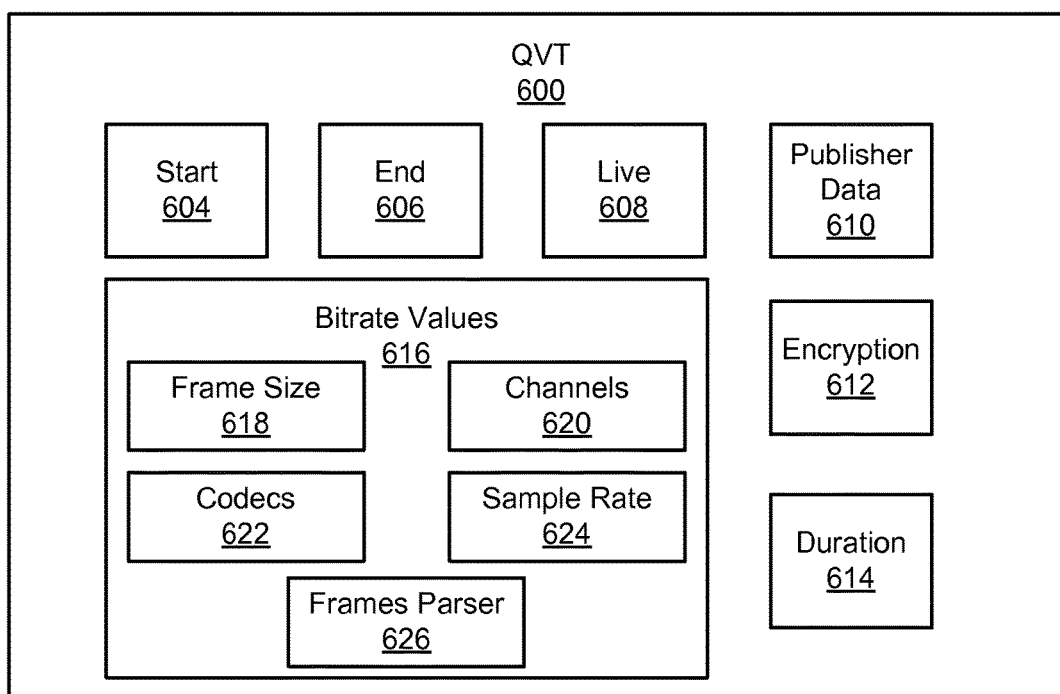 QVT
600
Start
604
End
606
Live
608
Publisher
Data
610
Bitrate Values
616
Frame Size
618
Channels
620
Codecs
622
Sample Rate
624
Frames Parser
626
Encryption
612
Duration
614